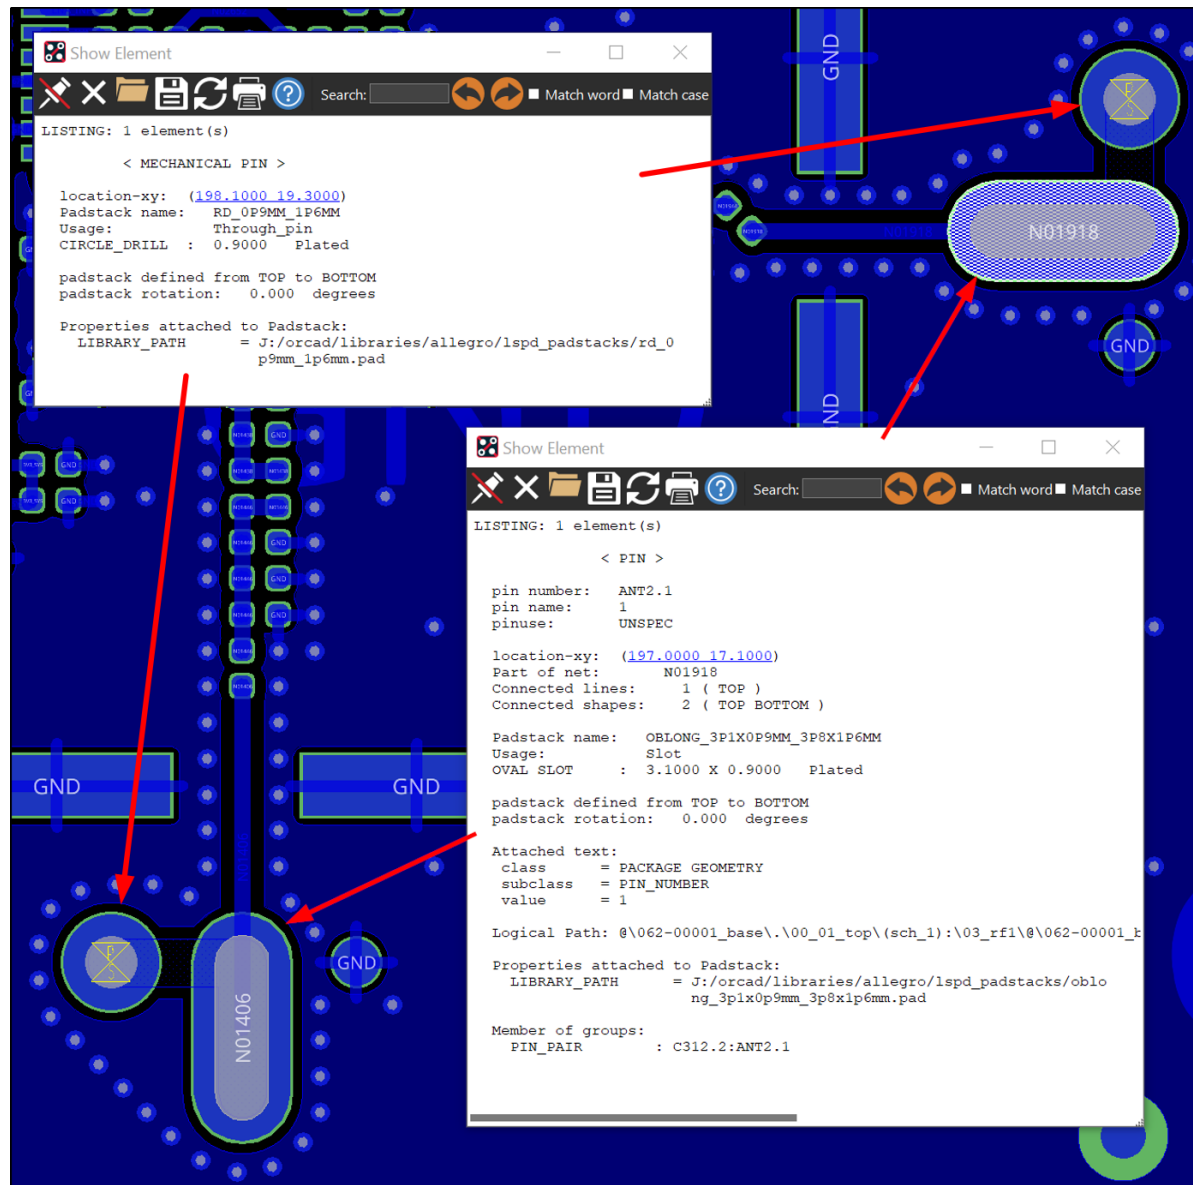 Show Element
Search:
Match word
Match case
LISTING: 1 element(s)
< MECHANICAL PIN >
location-xy: (198.1000 19.3000)
Padstack name: RD_0P9MM_1P6MM
Usage: Through_pin
CIRCLE_DRILL : 0.9000 Plated
padstack defined from TOP to BOTTOM
padstack rotation: 0.000 degrees
Properties attached to Padstack:
LIBRARY_PATH = J:/orcad/libraries/allegro/lspd_padstacks/rd_0
p9mm_1p6mm.pad
GND
N01918
GND
GND
Show Element
Search:
Match word
Match case
LISTING: 1 element(s)
< PIN >
pin number: ANT2.1
pin name: 1
pinuse: UNSPEC
location-xy: (197.0000 17.1000)
Part of net: N01918
Connected lines: 1 ( TOP )
Connected shapes: 2 ( TOP BOTTOM )
Padstack name: OBLONG_3P1X0P9MM_3P8X1P6MM
Usage: Slot
OVAL SLOT : 3.1000 X 0.9000 Plated
padstack defined from TOP to BOTTOM
padstack rotation: 0.000 degrees
Attached text:
class = PACKAGE GEOMETRY
subclass = PIN_NUMBER
value = 1
Logical Path: @\062-00001_base\.\00_01_top\(sch_1):\03_rf1\@\062-00001_b
Properties attached to Padstack:
LIBRARY_PATH = J:/orcad/libraries/allegro/lspd_padstacks/oblo
ng_3p1x0p9mm_3p8x1p6mm.pad
Member of groups:
PIN_PAIR : C312.2:ANT2.1
GND
GND
GND
GND
GND
GND
GND
GND
GND
N01406